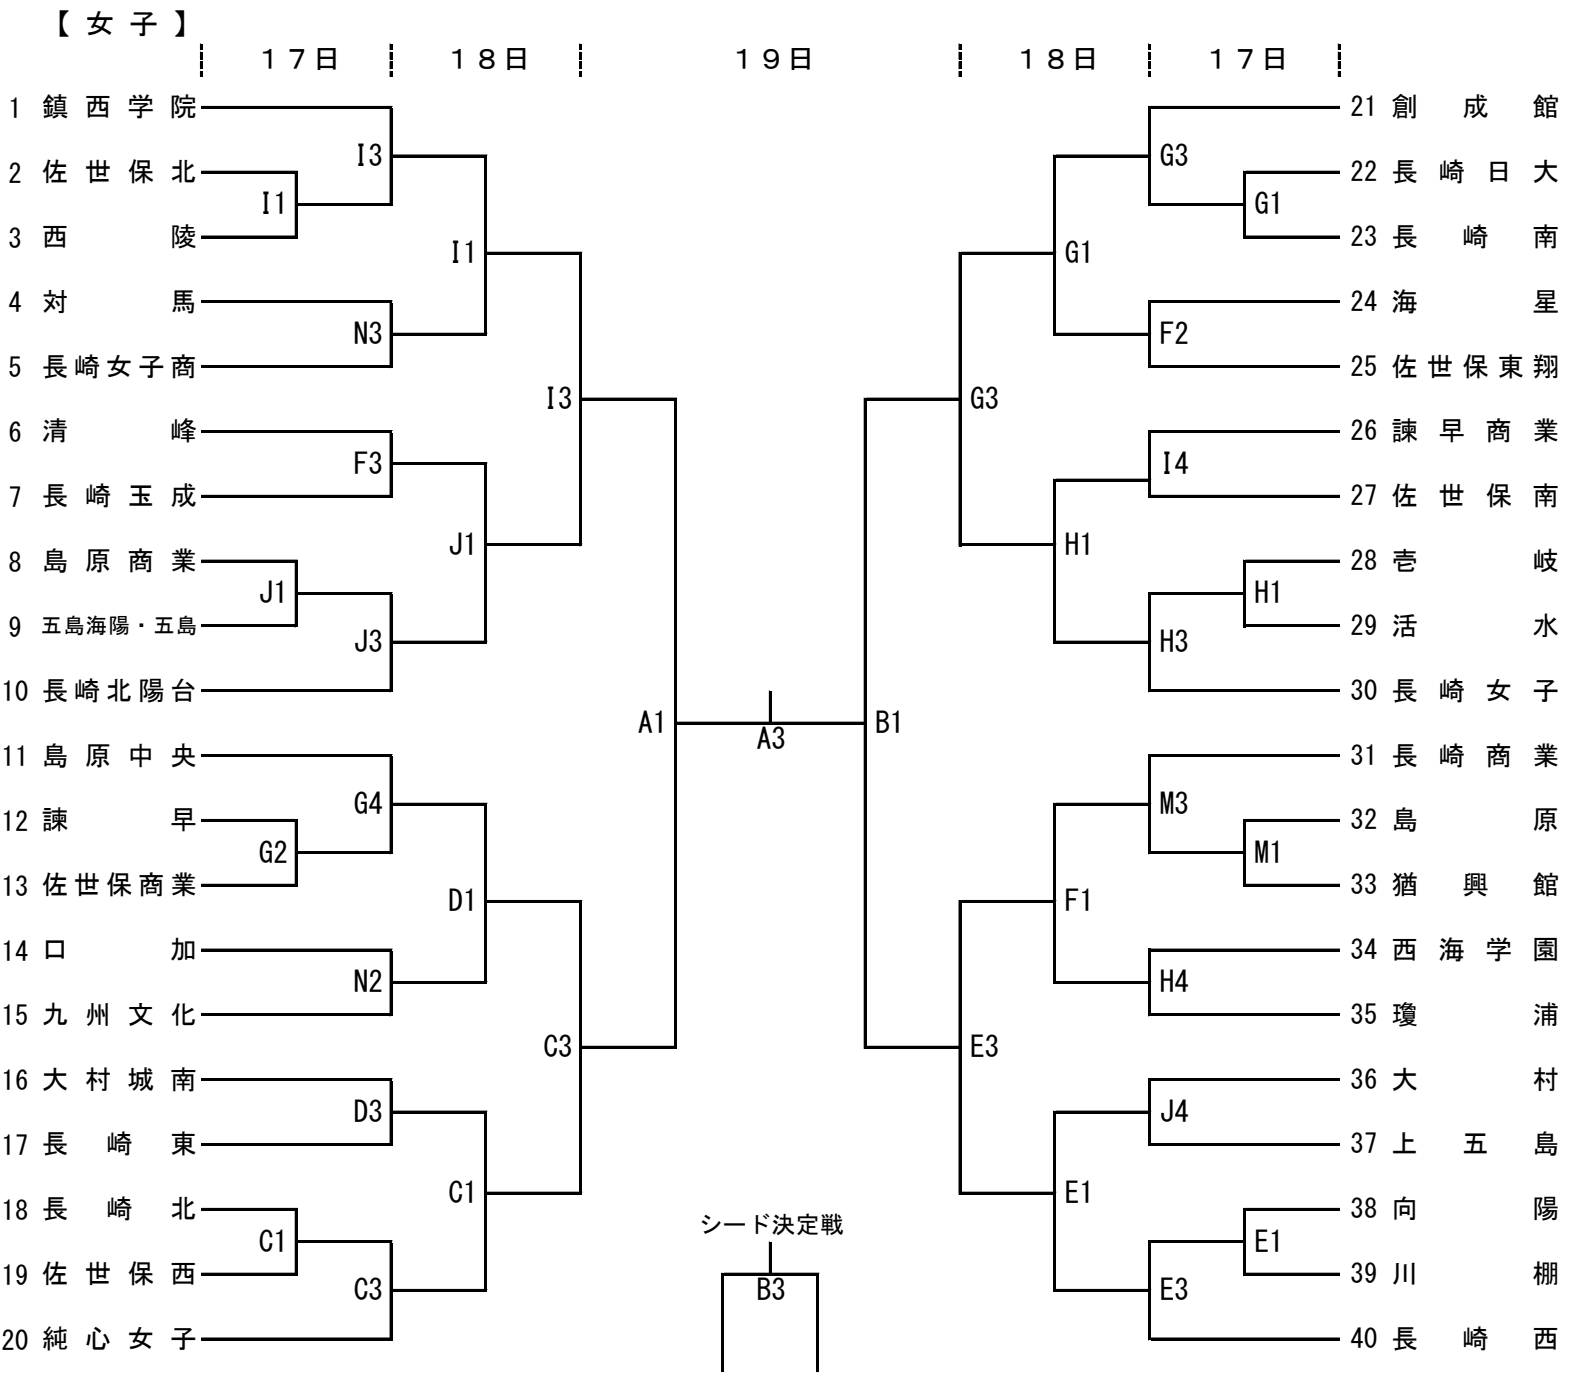 【 女 子 】
１７日 １８日 １９日 １８日 １７日
1 鎮西学院 21 創成館
I3 G3
2 佐世保北 22 長崎日大
I1 G1
3 西陵 23 長崎南
I1 G1
4 対馬 24 海星
N3 F2
5 長崎女子商 25 佐世保東翔
I3 G3
6 清峰 26 諫早商業
F3 I4
7 長崎玉成 27 佐世保南
J1 H1
8 島原商業 28 壱岐
J1 H1
9 五島海陽・五島 29 活水
J3 H3
10 長崎北陽台 30 長崎女子
A1 A3 B1
11 島原中央 31 長崎商業
G4 M3
12 諫早 32 島原
G2 M1
13 佐世保商業 33 猶興館
D1 F1
14 口加 34 西海学園
N2 H4
15 九州文化 35 瓊浦
C3 E3
16 大村城南 36 大村
D3 J4
17 長崎東 37 上五島
C1 E1
18 長崎北 38 向陽
シード決定戦
C1 E1
19 佐世保西 39 川棚
C3 B3 E3
20 純心女子 40 長崎西